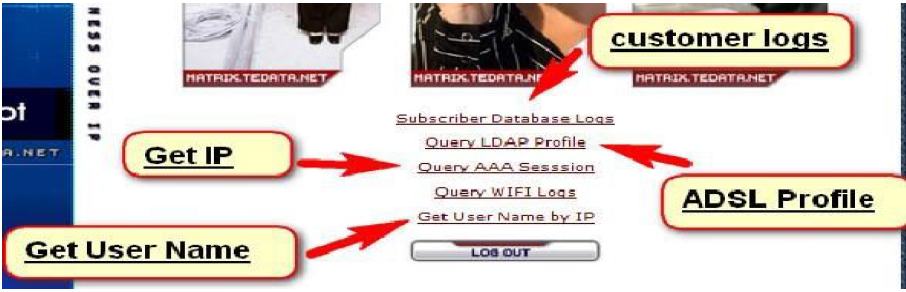 NESS OVER IP
customer logs
MATRIX.TEDATA.NET
MATRIX.TEDATA.NE
MATRIX.TEDATA.NET
ot
A.NET
Subscriber Database Logs
Query LDAP Profile
Get IP
Query AAA Sesssion
Query WIFI Logs
ADSL Profile
Get User Name by IP
Get User Name
LOG OUT